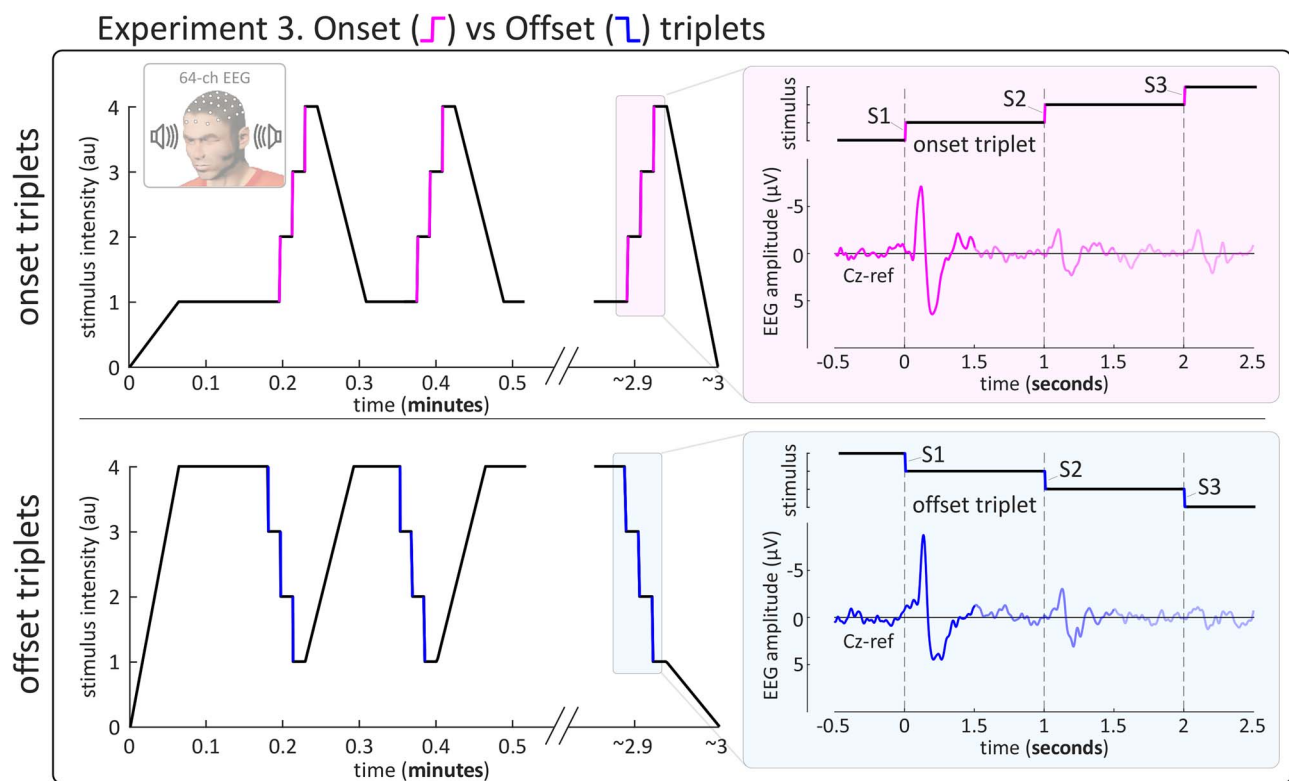 Experiment 3. Onset ( ) vs Offset ( ) triplets
onset triplets
64-ch EEG
stimulus intensity (au)
4
3
2
1
0
0 0.1 0.2 0.3 0.4 0.5 ~2.9 ~3
time (minutes)
stimulus
S1
S2
S3
onset triplet
EEG amplitude (µV)
-5
0
5
Cz-ref
-0.5 0 1.5 1 1.5 2 2.5
time (seconds)
offset triplets
stimulus intensity (au)
4
3
2
1
0
0 0.1 0.2 0.3 0.4 0.5 ~2.9 ~3
time (minutes)
stimulus
S1
S2
S3
offset triplet
EEG amplitude (µV)
-5
0
5
Cz-ref
-0.5 0 1.5 1 1.5 2 2.5
time (seconds)